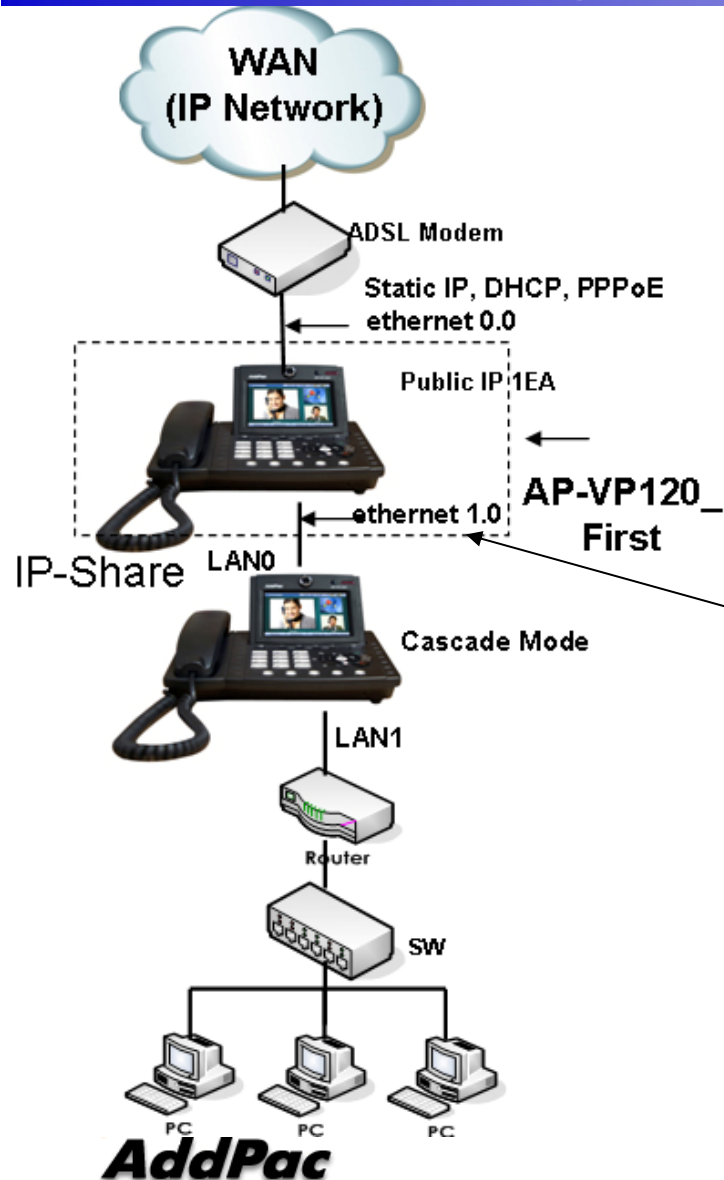 WAN
(IP Network)
ADSL Modem
Static IP, DHCP, PPPoE
ethernet 0.0
Public IP 1EA
AP-VP120_
First
ethernet 1.0
IP-Share
LAN0
Cascade Mode
LAN1
Router
SW
PC
PC
PC
AddPac